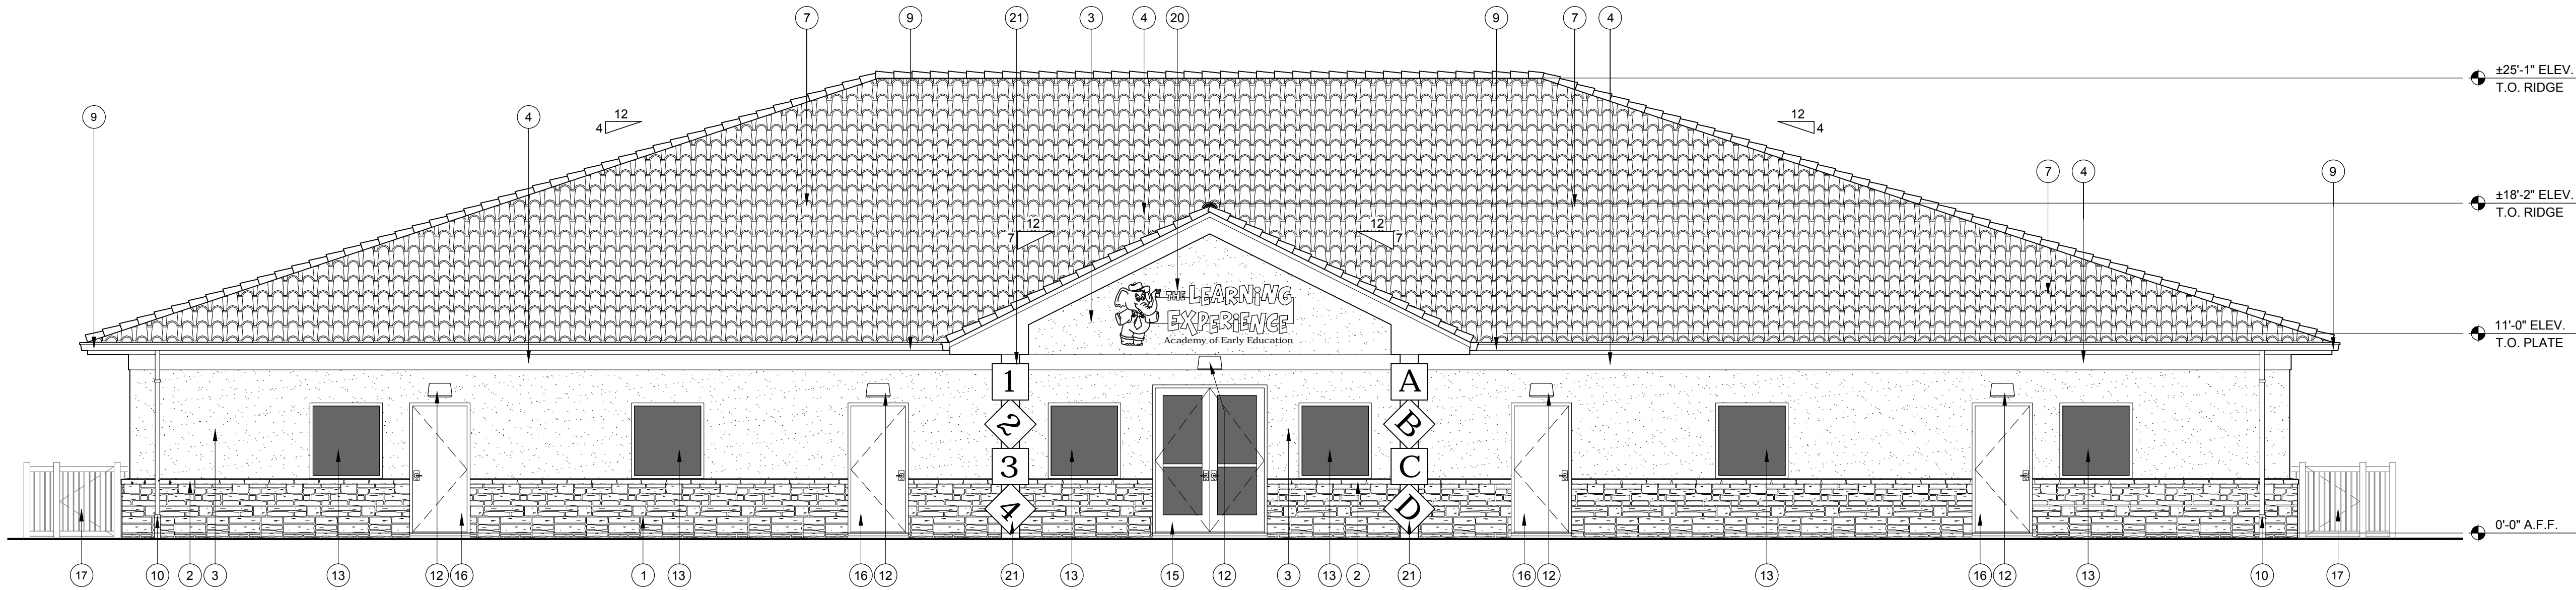 7 9 21 3 4 20 9 7 4
±25'-1" ELEV.
T.O. RIDGE
9 4 12 12 7 4 9
4 4
±18'-2" ELEV.
T.O. RIDGE
12 12
7 7
THE LEARNING
EXPERIENCE
Academy of Early Education
11'-0" ELEV.
T.O. PLATE
1 A
2 B
3 C
4 D
0'-0" A.F.F.
17 10 2 3 13 12 16 1 13 16 12 21 13 15 12 3 13 2 21 16 12 13 16 12 13 10 17